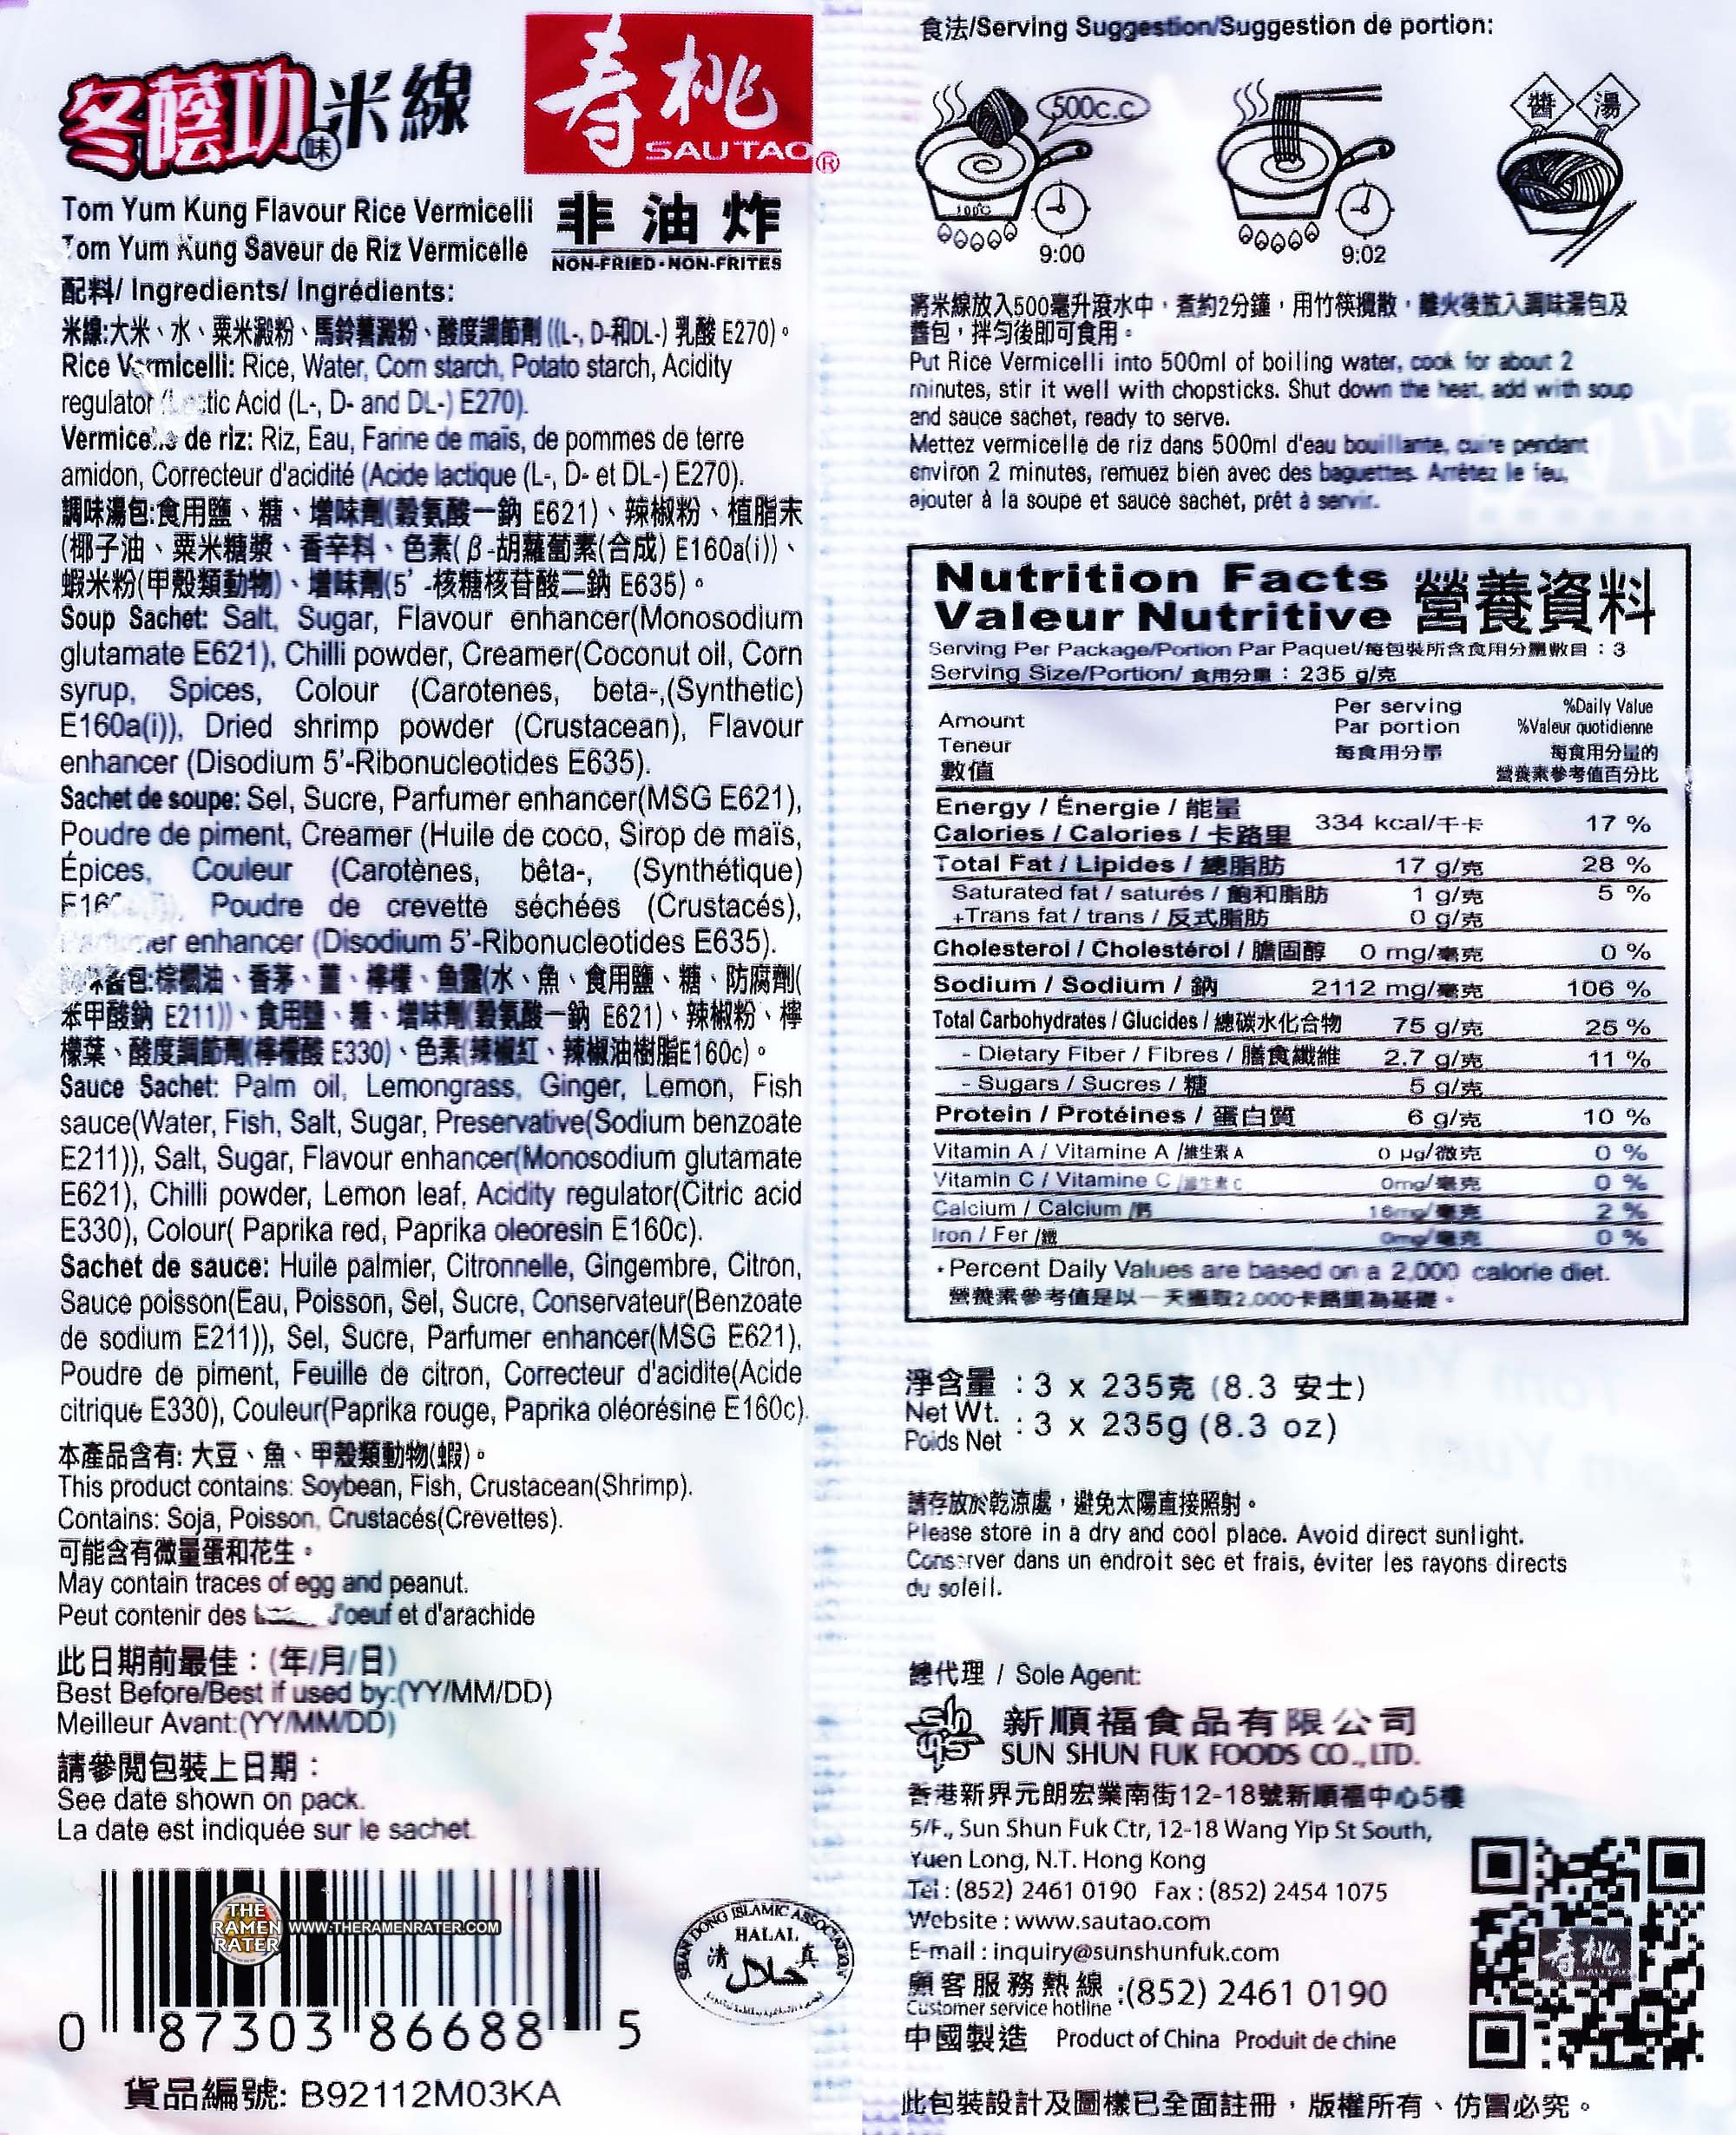 冬蔭功味米線
寿桃
SAU TAO®
Tom Yum Kung Flavour Rice Vermicelli
Tom Yum Kung Saveur de Riz Vermicelle
非油炸
NON-FRIED·NON-FRITES
配料/ Ingredients/ Ingrédients:
米線:大米、水、粟米澱粉、馬鈴薯澱粉、酸度調節劑 ((L-, D-和DL-) 乳酸 E270)。
Rice Vermicelli: Rice, Water, Corn starch, Potato starch, Acidity
regulator (Lactic Acid (L-, D- and DL-) E270).
Vermicelle de riz: Riz, Eau, Farine de maïs, de pommes de terre
amidon, Correcteur d'acidité (Acide lactique (L-, D- et DL-) E270).
調味湯包:食用鹽、糖、增味劑(穀氨酸一鈉 E621)、辣椒粉、植脂末
(椰子油、粟米糖漿、香辛料、色素(β-胡蘿蔔素(合成) E160a(i))、
蝦米粉(甲殼類動物)、增味劑(5’-核糖核苷酸二鈉 E635)。
Soup Sachet: Salt, Sugar, Flavour enhancer(Monosodium
glutamate E621), Chilli powder, Creamer(Coconut oil, Corn
syrup, Spices, Colour (Carotenes, beta-,(Synthetic)
E160a(i)), Dried shrimp powder (Crustacean), Flavour
enhancer (Disodium 5’-Ribonucleotides E635).
Sachet de soupe: Sel, Sucre, Parfumer enhancer(MSG E621),
Poudre de piment, Creamer (Huile de coco, Sirop de maïs,
Épices, Couleur (Carotènes, bêta-, (Synthétique)
Poudre de crevette séchées (Crustacés),
enhancer (Disodium 5’-Ribonucleotides E635).
包:棕櫚油、香茅、薑、檸檬、魚露(水、魚、食用鹽、糖、防腐劑(
苯甲酸鈉 E211))、食用鹽、糖、增味劑(穀氨酸一鈉 E621)、辣椒粉、檸
檬葉、酸度調節劑(檸檬酸 E330)、色素(辣椒紅、辣椒油樹脂E160c)。
Sauce Sachet: Palm oil, Lemongrass, Ginger, Lemon, Fish
sauce(Water, Fish, Salt, Sugar, Preservative(Sodium benzoate
E211)), Salt, Sugar, Flavour enhancer(Monosodium glutamate
E621), Chilli powder, Lemon leaf, Acidity regulator(Citric acid
E330), Colour( Paprika red, Paprika oleoresin E160c).
Sachet de sauce: Huile palmier, Citronnelle, Gingembre, Citron,
Sauce poisson(Eau, Poisson, Sel, Sucre, Conservateur(Benzoate
de sodium E211)), Sel, Sucre, Parfumer enhancer(MSG E621),
Poudre de piment, Feuille de citron, Correcteur d'acidite(Acide
citrique E330), Couleur(Paprika rouge, Paprika oléorésine E160c).
本產品含有: 大豆、魚、甲殼類動物(蝦)。
This product contains: Soybean, Fish, Crustacean(Shrimp).
Contains: Soja, Poisson, Crustacés(Crevettes).
可能含有微量蛋和花生。
May contain traces of egg and peanut.
Peut contenir des d'oeuf et d'arachide
此日期前最佳：(年/月/日)
Best Before/Best if used by:(YY/MM/DD)
Meilleur Avant:(YY/MM/DD)
請參閱包裝上日期：
See date shown on pack.
La date est indiquée sur le sachet.
THE RAMEN RATER
WWW.THERAMENRATER.COM
0 87303 86688 5
SHAN DONG ISLAMIC ASSOCIATION
HALAL
清 真
حلال
貨品編號: B92112M03KA
食法/Serving Suggestion/Suggestion de portion:
500c.c
100°C
醬 湯
9:00
9:02
將米線放入500毫升滾水中，煮約2分鐘，用竹筷攪散，離火後放入調味湯包及
醬包，拌勻後即可食用。
Put Rice Vermicelli into 500ml of boiling water, cook for about 2
minutes, stir it well with chopsticks. Shut down the heat, add with soup
and sauce sachet, ready to serve.
Mettez vermicelle de riz dans 500ml d'eau bouillante, cuire pendant
environ 2 minutes, remuez bien avec des baguettes. Arrêtez le feu,
ajouter à la soupe et sauce sachet, prêt à servir.
Nutrition Facts
Valeur Nutritive 營養資料
Serving Per Package/Portion Par Paquet/每包裝所含食用分量數目：3
Serving Size/Portion/ 食用分量：235 g/克
Amount
Teneur
數值
Per serving
Par portion
每食用分量
%Daily Value
%Valeur quotidienne
每食用分量的
營養素參考值百分比
Energy / Énergie / 能量
Calories / Calories / 卡路里 334 kcal/千卡 17 %
Total Fat / Lipides / 總脂肪 17 g/克 28 %
Saturated fat / saturés / 飽和脂肪 1 g/克 5 %
+Trans fat / trans / 反式脂肪 0 g/克
Cholesterol / Cholestérol / 膽固醇 0 mg/毫克 0 %
Sodium / Sodium / 鈉 2112 mg/毫克 106 %
Total Carbohydrates / Glucides / 總碳水化合物 75 g/克 25 %
- Dietary Fiber / Fibres / 膳食纖維 2.7 g/克 11 %
- Sugars / Sucres / 糖 5 g/克
Protein / Protéines / 蛋白質 6 g/克 10 %
Vitamin A / Vitamine A /維生素 A 0 µg/微克 0 %
Vitamin C / Vitamine C /維生素 C 0mg/毫克 0 %
Calcium / Calcium /鈣 16mg/毫克 2 %
Iron / Fer /鐵 0mg/毫克 0 %
• Percent Daily Values are based on a 2,000 calorie diet.
營養素參考值是以一天攝取2,000卡路里為基礎。
淨含量 : 3 x 235克 (8.3 安士)
Net Wt.
Poids Net : 3 x 235g (8.3 oz)
請存放於乾涼處，避免太陽直接照射。
Please store in a dry and cool place. Avoid direct sunlight.
Conserver dans un endroit sec et frais, éviter les rayons directs
du soleil.
總代理 / Sole Agent:
新順福食品有限公司
SUN SHUN FUK FOODS CO.,LTD.
香港新界元朗宏業南街12-18號新順福中心5樓
5/F., Sun Shun Fuk Ctr, 12-18 Wang Yip St South,
Yuen Long, N.T. Hong Kong
Tel : (852) 2461 0190 Fax : (852) 2454 1075
Website : www.sautao.com
E-mail : inquiry@sunshunfuk.com
顧客服務熱線
Customer service hotline :(852) 2461 0190
中國製造 Product of China Produit de chine
寿桃
此包裝設計及圖樣已全面註冊，版權所有、仿冒必究。